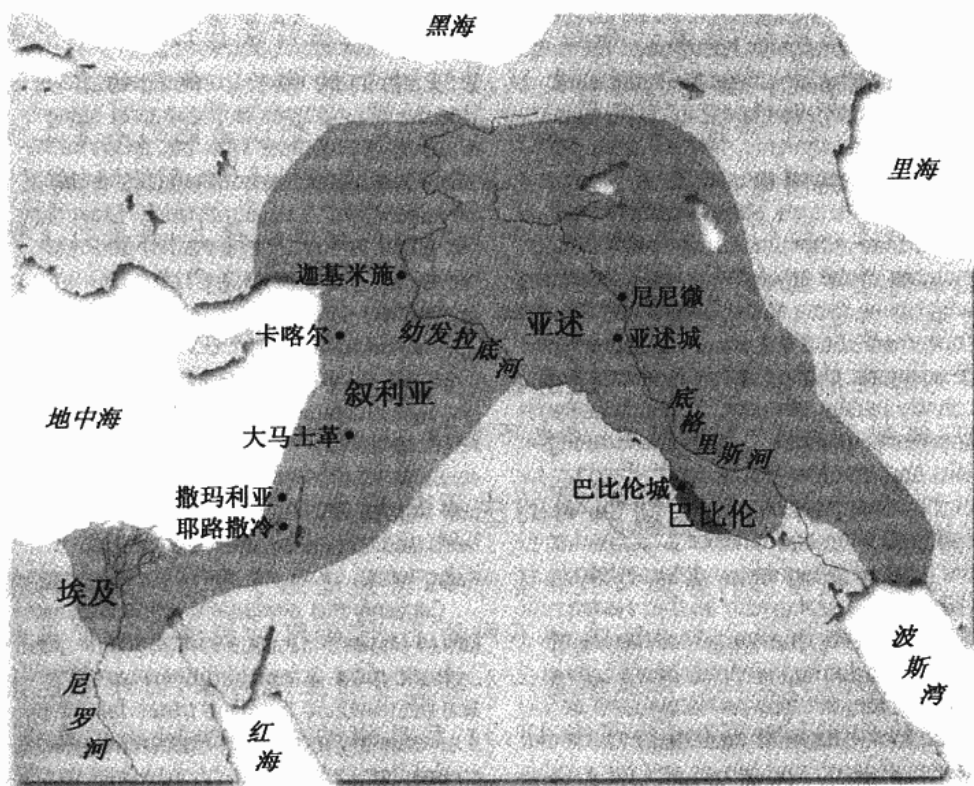 黑海
里海
迦基米施
尼尼微
卡喀尔
幼发拉底河
亚述
亚述城
叙利亚
地中海
大马士革
底格里斯河
撒玛利亚
巴比伦城
耶路撒冷
巴比伦
埃及
波斯湾
尼罗河
红海